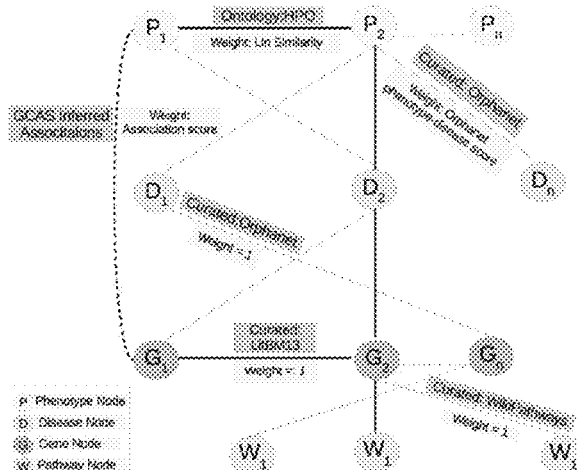 Ontology:HPO
P1
P2
Pn
Weight: Lin Similarity
Curated: Orphanet
Weight: Orphanet
phenotype-disease score
GCAS Inferred
Associations
Weight:
Association score
D1
D2
Dn
Curated:Orphanet
Weight = 1
Curated:
G1
G
G
Weight = 1
Curated: WikiPathways
Weight = 1
W1
W1
W1
P Phenotype Node
D Disease Node
G Gene Node
W Pathway Node